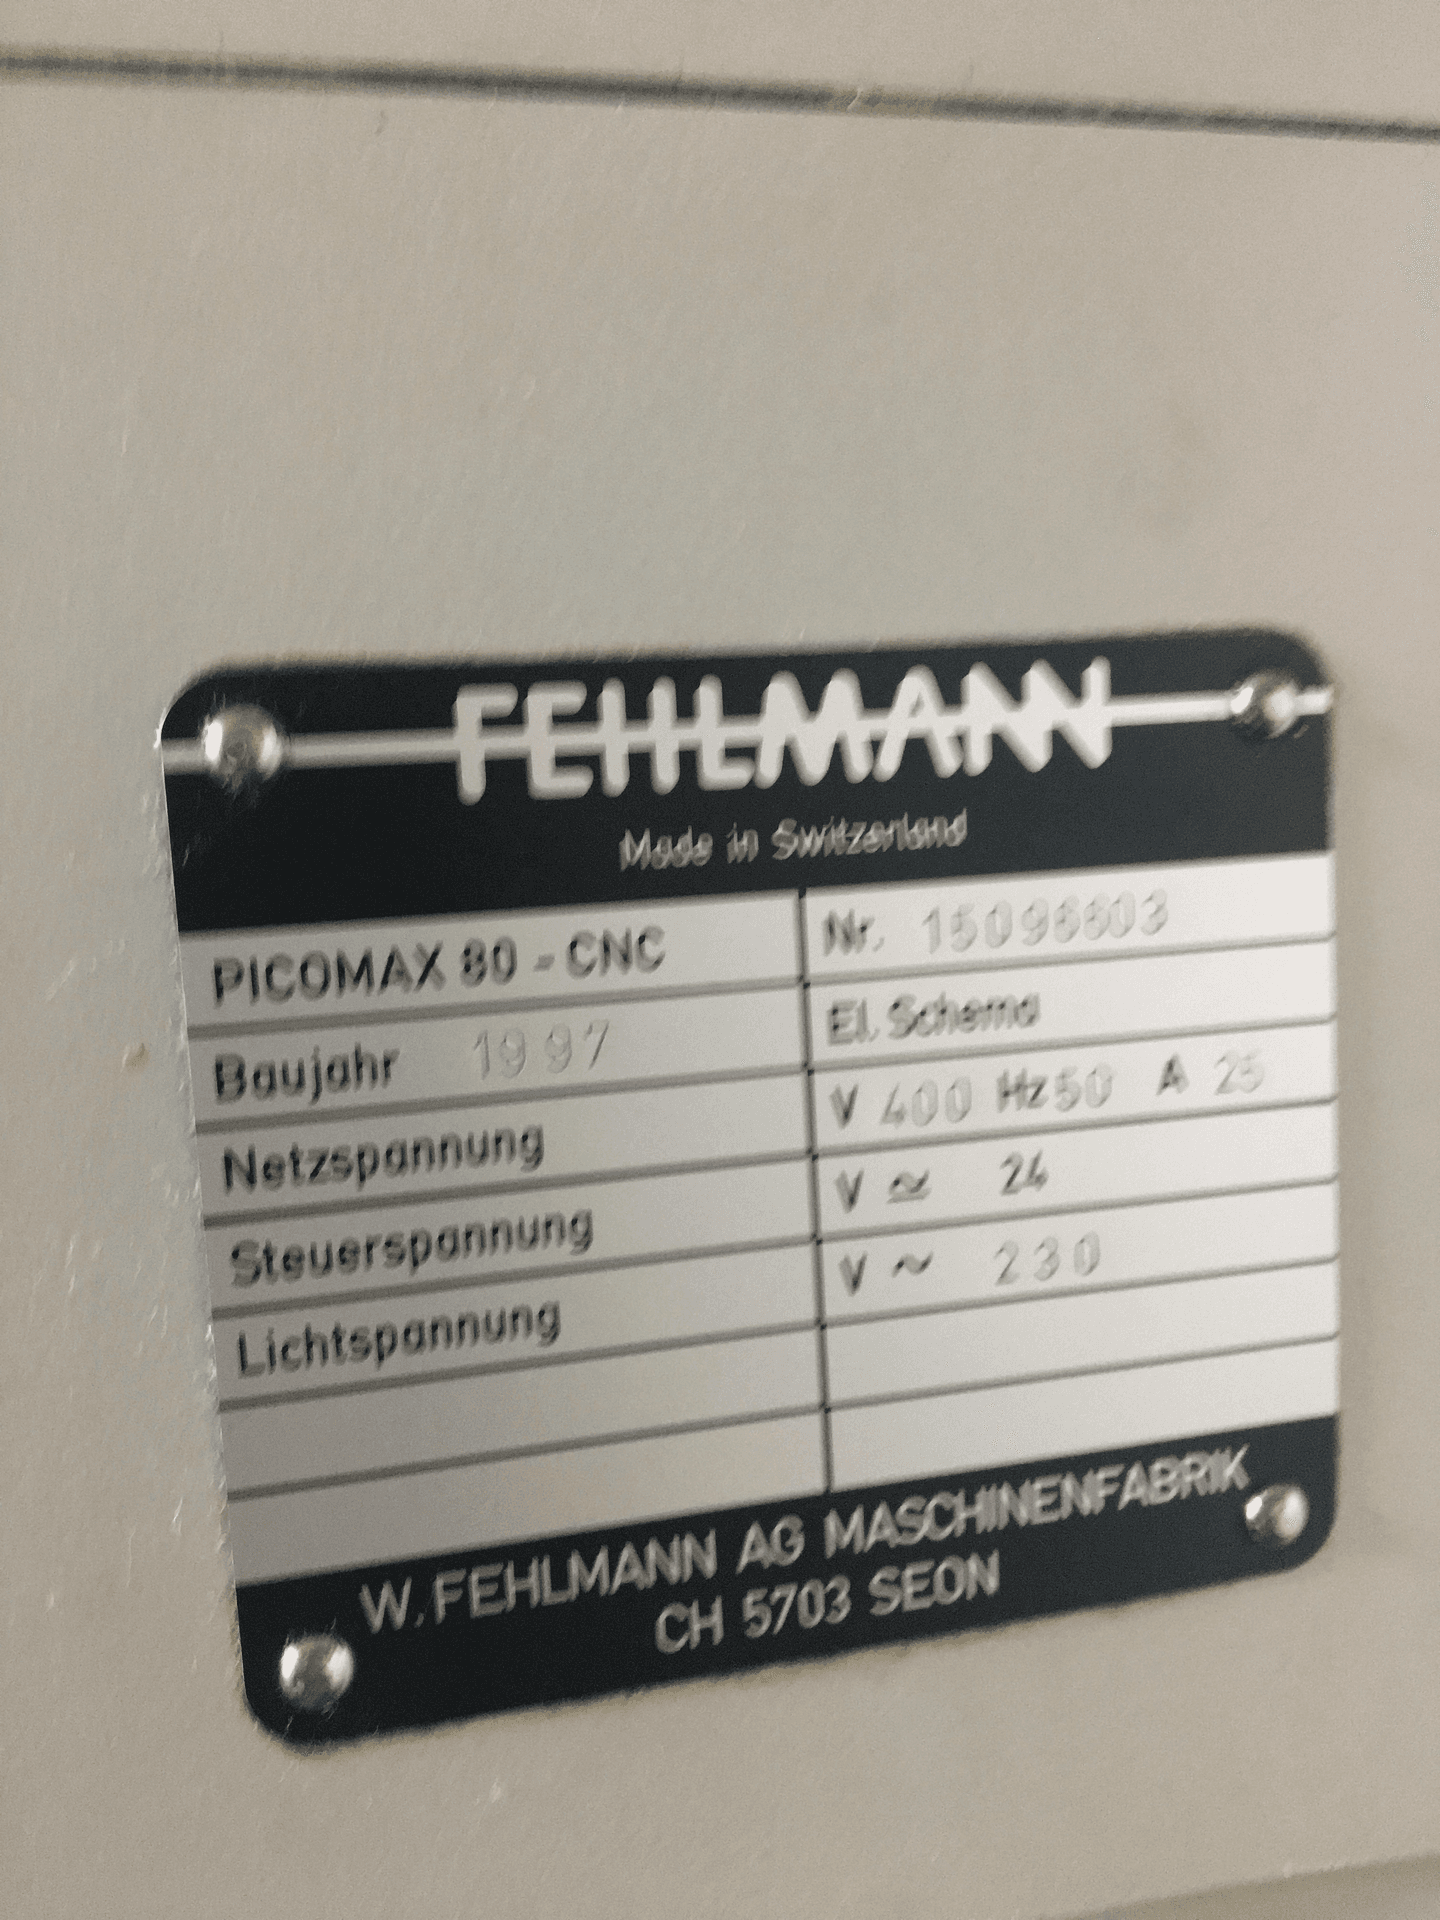 FEHLMANN
Made in Switzerland
PICOMAX 80 - CNC Nr.
Baujahr 1997 El. Schema
Netzspannung V 400 Hz 50 A 25
Steuerspannung V ≃ 24
Lichtspannung V ~ 230
W. FEHLMANN AG MASCHINENFABRIK
CH 5703 SEON